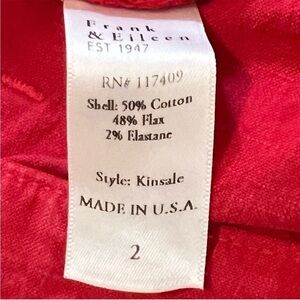 Frank
& Eileen
EST 1947
RN# 117409
Shell: 50% Cotton
48% Flax
2% Elastane
Style: Kinsale
MADE IN U.S.A.
2